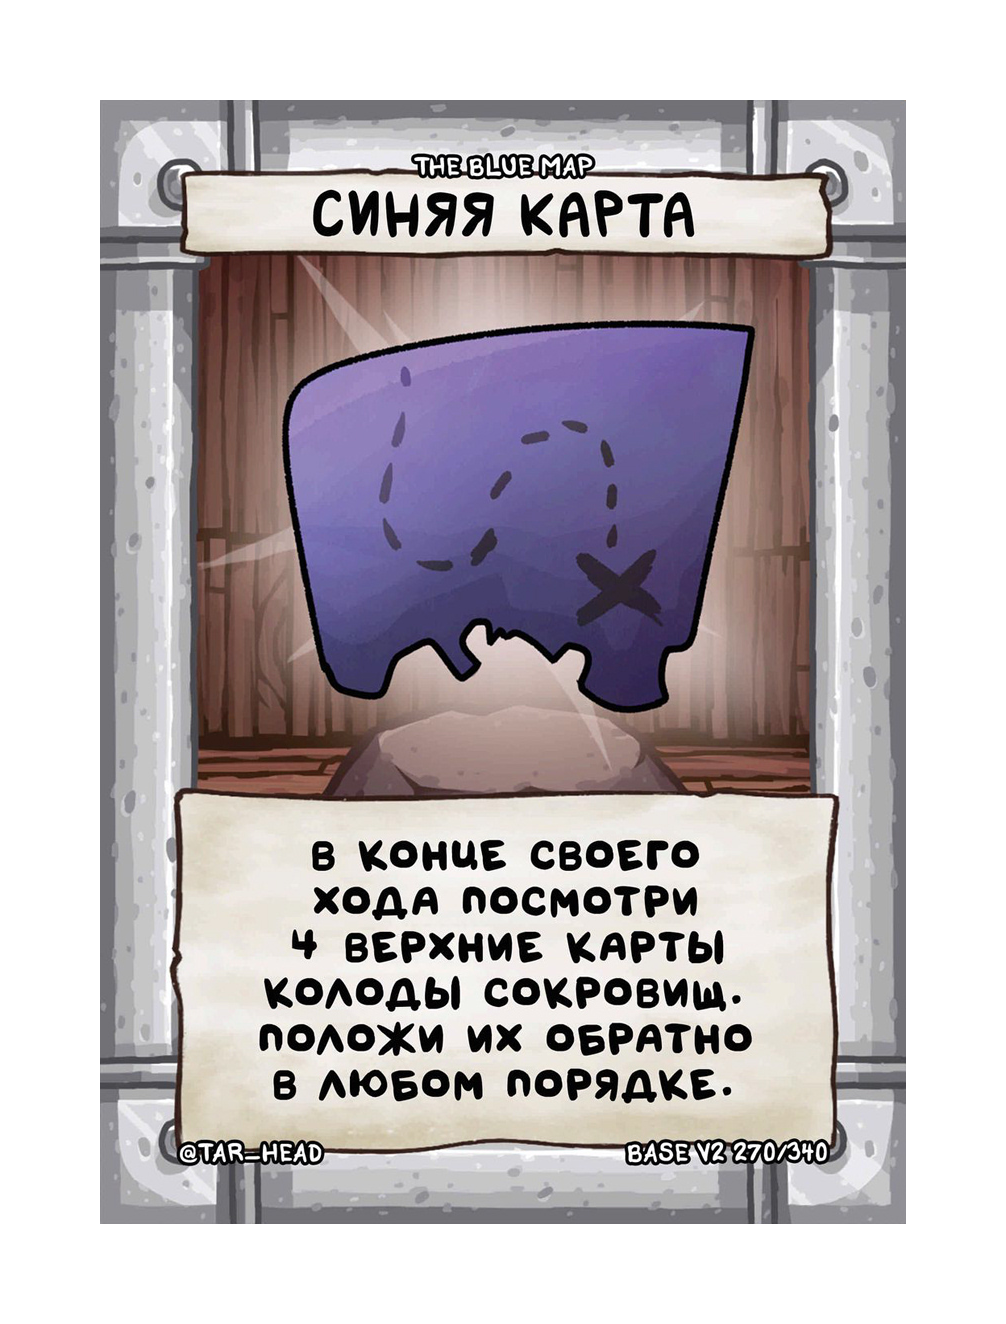 THE BLUE MAP
СИНЯЯ КАРТА
В КОНЦЕ СВОЕГО
ХОДА ПОСМОТРИ
4 ВЕРХНИЕ КАРТЫ
КОЛОДЫ СОКРОВИЩ.
ПОЛОЖИ ИХ ОБРАТНО
В ЛЮБОМ ПОРЯДКЕ.
@TAR_HEAD BASE V2 270/340